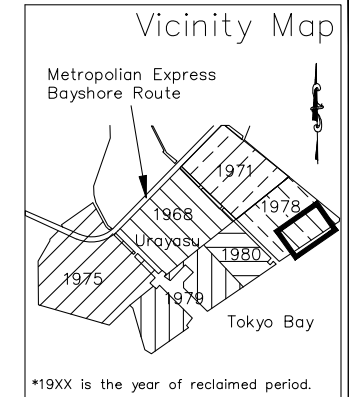 Vicinity Map
Metropolian Express
Bayshore Route
1971
1968
1978
Urayasu
1980
1975
1979
Tokyo Bay
*19XX is the year of reclaimed period.